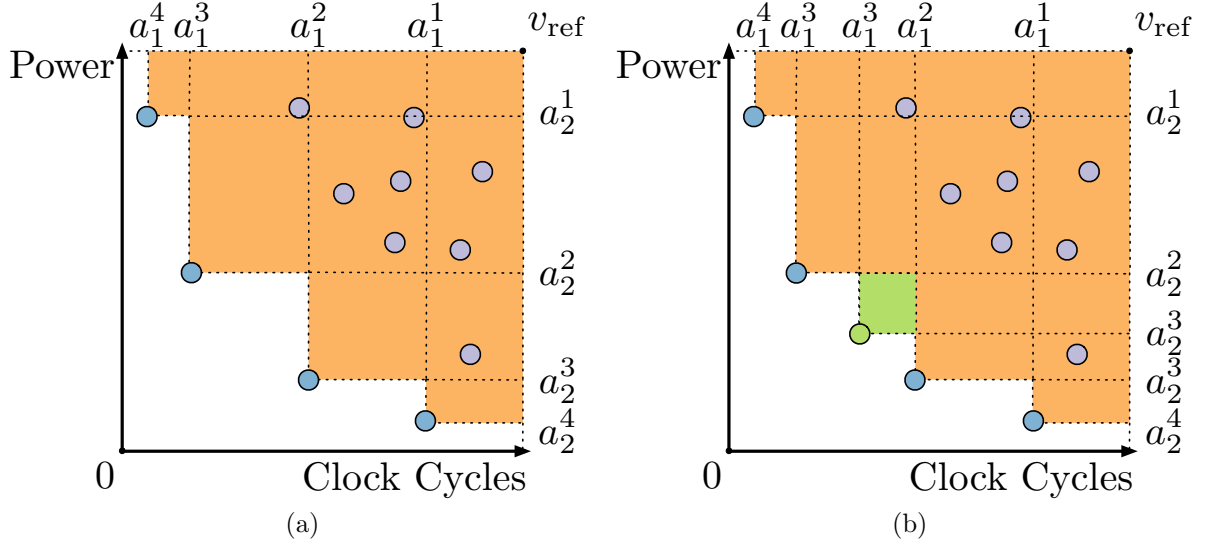 a_1^4 a_1^3 a_1^2 a_1^1 v_ref
Power
a_2^1
a_2^2
a_2^3
a_2^4
0
Clock Cycles
(a)
a_1^4 a_1^3 a_1^3 a_1^2 a_1^1 v_ref
Power
a_2^1
a_2^2
a_2^3
a_2^3
a_2^4
0
Clock Cycles
(b)